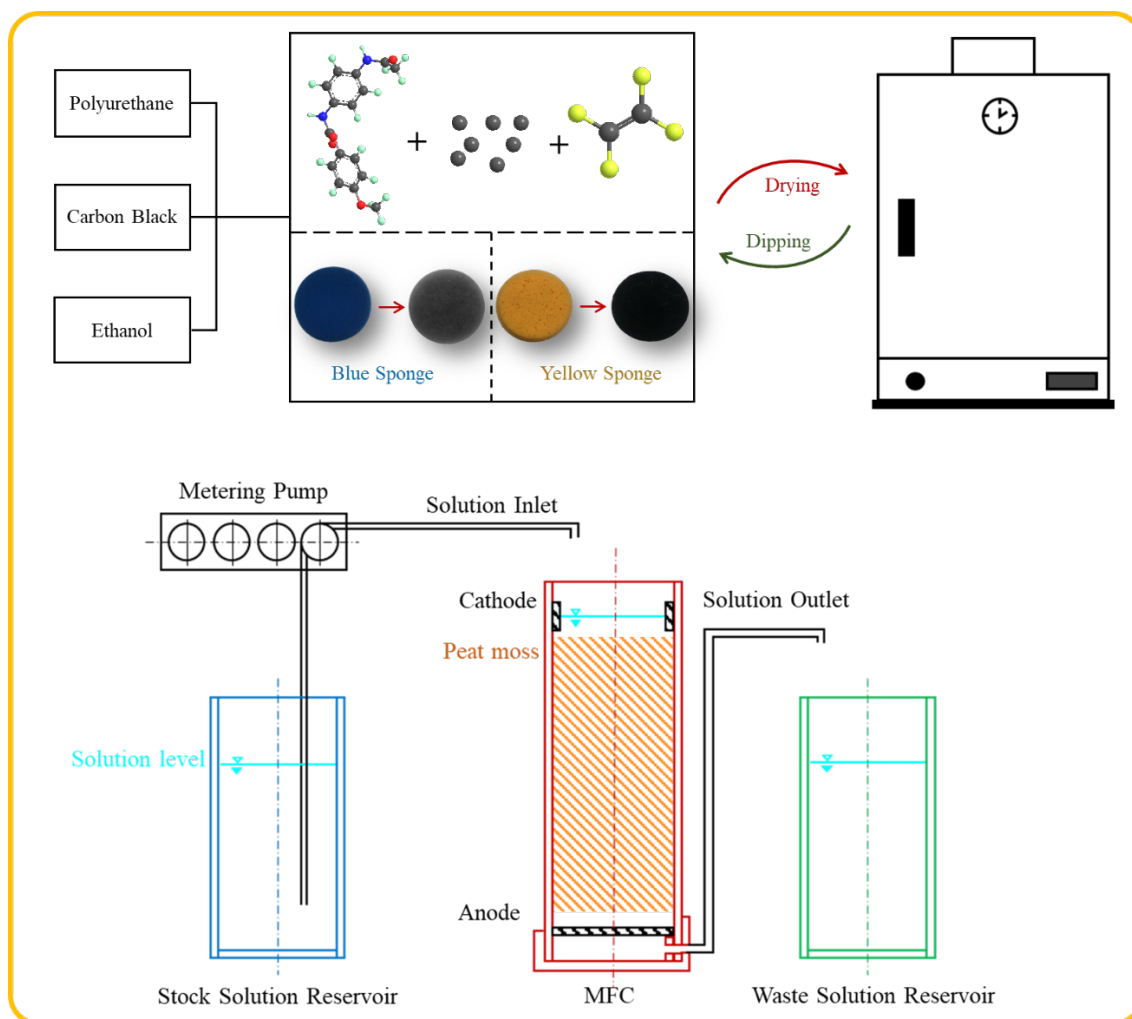 Polyurethane
Carbon Black
Ethanol
+
+
Blue Sponge
Yellow Sponge
Drying
Dipping
Metering Pump
Solution Inlet
Cathode
Solution Outlet
Peat moss
Solution level
Anode
Stock Solution Reservoir
MFC
Waste Solution Reservoir